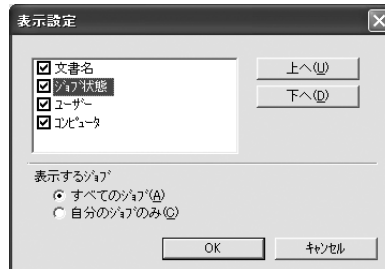 表示設定
文書名
上へ(U)
ｼﾞｮﾌﾞ状態
下へ(D)
ﾕｰｻﾞｰ
ｺﾝﾋﾟｭｰﾀ
表示するｼﾞｮﾌﾞ
すべてのｼﾞｮﾌﾞ(A)
自分のｼﾞｮﾌﾞのみ(C)
OK
ｷｬﾝｾﾙ